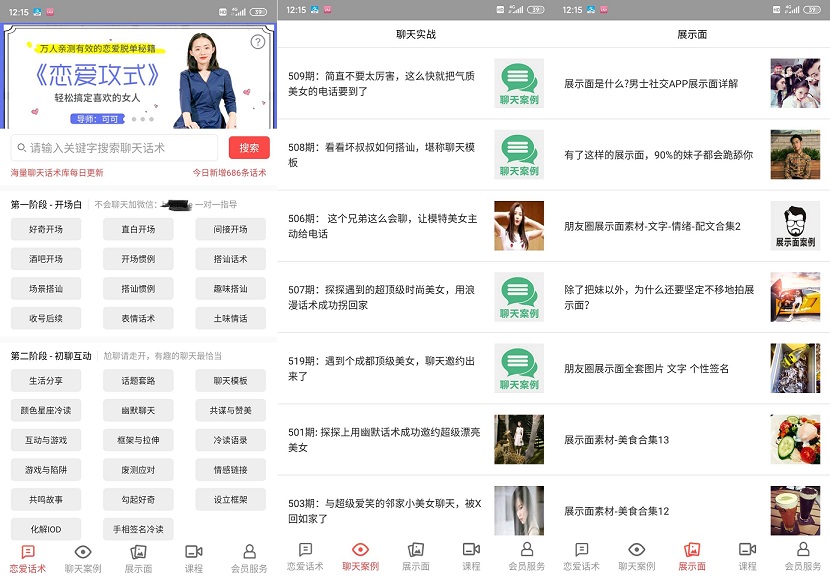 12:15
HD 4G 39
万人亲测有效的恋爱脱单秘籍
《恋爱攻式》
轻松搞定喜欢的女人
导师：可可
?
请输入关键字搜索聊天话术
搜索
海量聊天话术库每日更新
今日新增686条话术
第一阶段 - 开场白
不会聊天加微信：
一对一指导
好奇开场
直白开场
间接开场
酒吧开场
开场惯例
搭讪话术
场景搭讪
搭讪惯例
趣味搭讪
收号后续
表情话术
土味情话
第二阶段 - 初聊互动
尬聊请走开，有趣的聊天最恰当
生活分享
话题套路
聊天模板
颜色星座冷读
幽默聊天
共谋与赞美
互动与游戏
框架与拉伸
冷读语录
游戏与陷阱
废测应对
情感链接
共鸣故事
勾起好奇
设立框架
化解IOD
手相签名冷读
恋爱话术
聊天案例
展示面
课程
会员服务
12:15
HD 4G 39
聊天实战
509期：简直不要太厉害，这么快就把气质
美女的电话要到了
聊天案例
508期：看看坏叔叔如何搭讪，堪称聊天模
板
聊天案例
506期： 这个兄弟这么会聊，让模特美女主
动给电话
507期：探探遇到的超顶级时尚美女，用浪
漫话术成功拐回家
聊天案例
519期：遇到个成都顶级美女，聊天邀约出
来了
聊天案例
501期: 探探上用幽默话术成功邀约超级漂亮
美女
503期：与超级爱笑的邻家小美女聊天，被X
回如家了
恋爱话术
聊天案例
展示面
课程
会员服务
12:15
HD 4G 39
展示面
展示面是什么?男士社交APP展示面详解
有了这样的展示面，90%的妹子都会跪舔你
朋友圈展示面素材-文字-情绪-配文合集2
展示面案例
除了把妹以外，为什么还要坚定不移地拍展
示面?
朋友圈展示面全套图片 文字 个性签名
展示面素材-美食合集13
展示面素材-美食合集12
恋爱话术
聊天案例
展示面
课程
会员服务